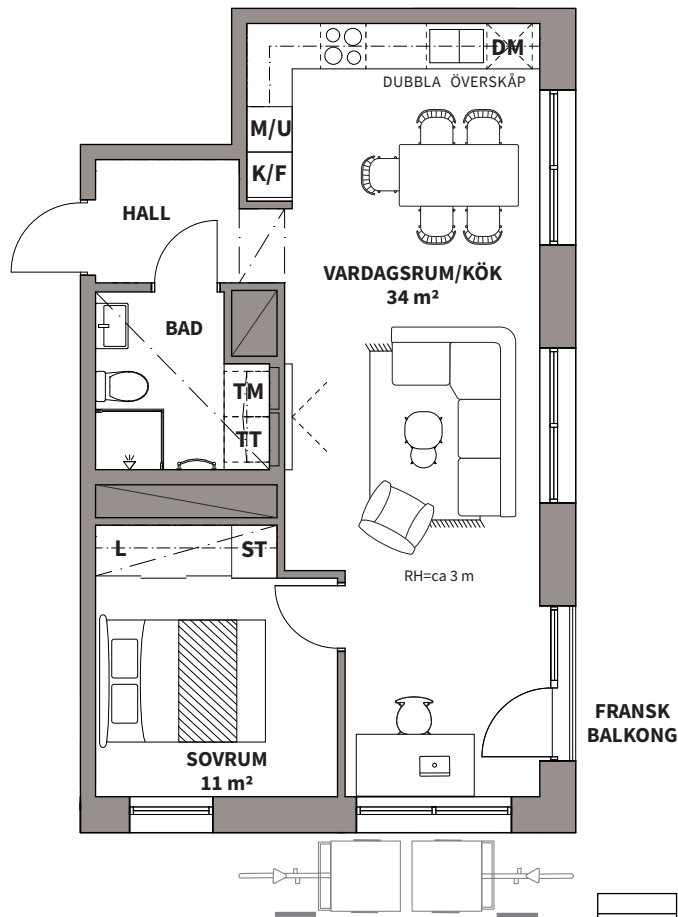 DM
DUBBLA ÖVERSKÅP
M/U
K/F
HALL
VARDAGSRUM/KÖK
34 m²
BAD
TM
TT
L
ST
RH=ca 3 m
FRANSK
BALKONG
SOVRUM
11 m²